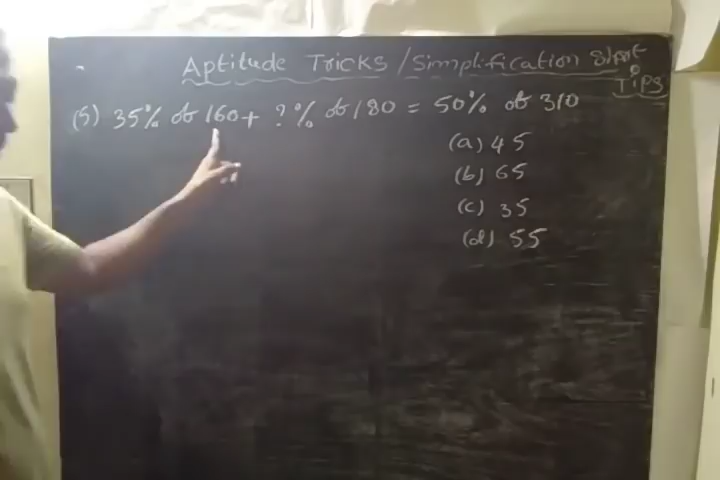 Aptitude Tricks / Simplification Short
Tips
(5) 35% of 160 + ?% of 180 = 50% of 310
(a) 45
(b) 65
(c) 35
(d) 55